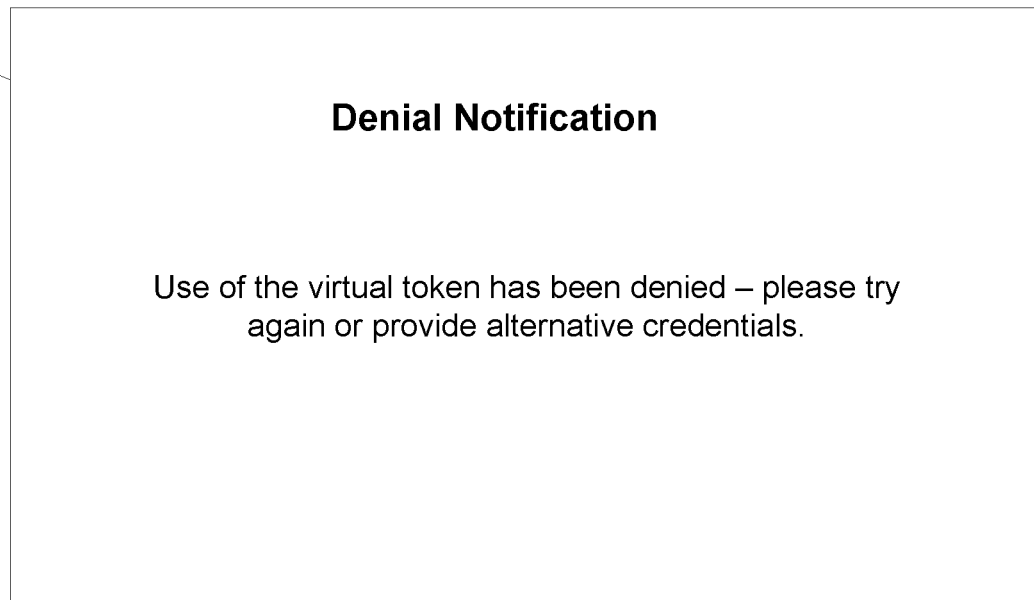 Denial Notification
Use of the virtual token has been denied – please try
again or provide alternative credentials.